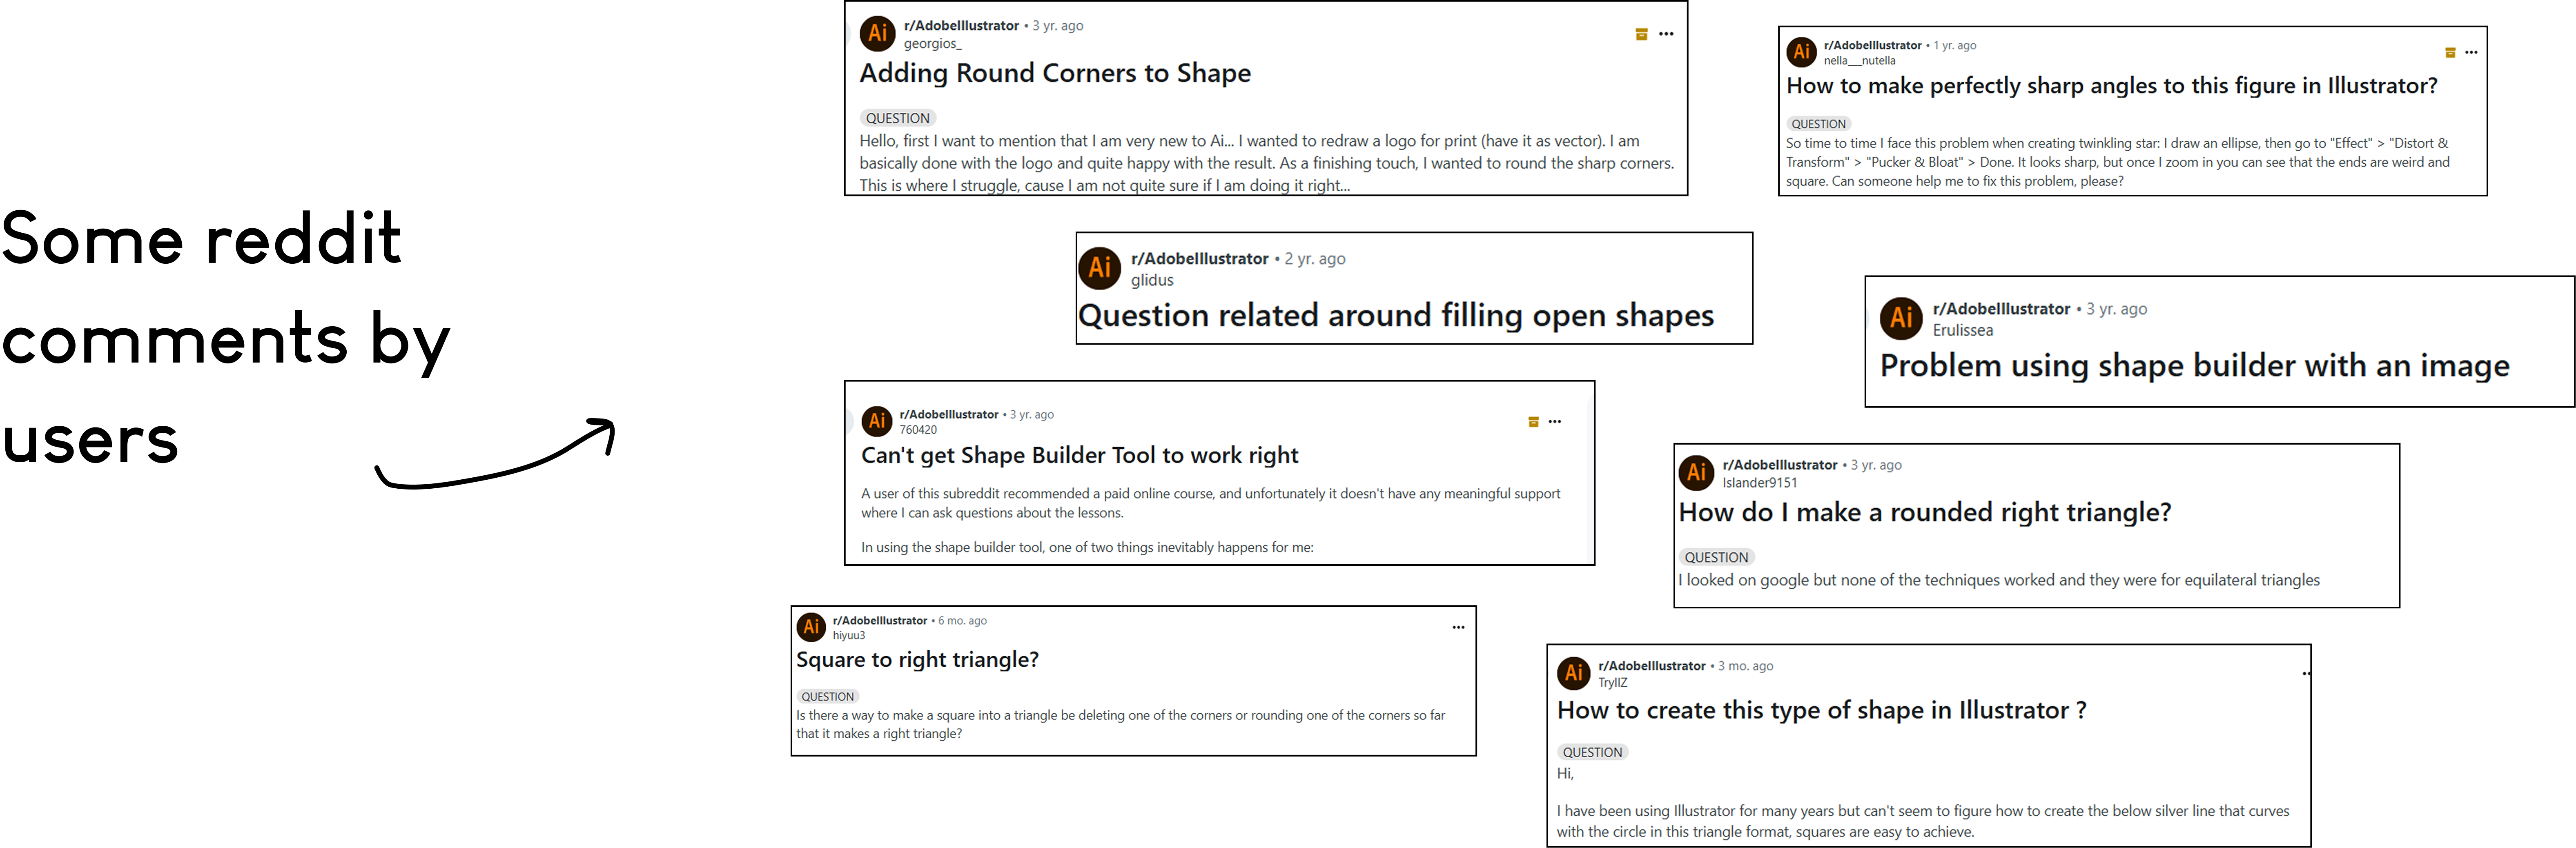 Some reddit
comments by
users
Ai
r/AdobeIllustrator • 3 yr. ago
georgios_
Adding Round Corners to Shape
QUESTION
Hello, first I want to mention that I am very new to Ai... I wanted to redraw a logo for print (have it as vector). I am
basically done with the logo and quite happy with the result. As a finishing touch, I wanted to round the sharp corners.
This is where I struggle, cause I am not quite sure if I am doing it right...
Ai
r/AdobeIllustrator • 1 yr. ago
nella___nutella
How to make perfectly sharp angles to this figure in Illustrator?
QUESTION
So time to time I face this problem when creating twinkling star: I draw an ellipse, then go to "Effect" > "Distort &
Transform" > "Pucker & Bloat" > Done. It looks sharp, but once I zoom in you can see that the ends are weird and
square. Can someone help me to fix this problem, please?
Ai
r/AdobeIllustrator • 2 yr. ago
glidus
Question related around filling open shapes
Ai
r/AdobeIllustrator • 3 yr. ago
Erulissea
Problem using shape builder with an image
Ai
r/AdobeIllustrator • 3 yr. ago
760420
Can't get Shape Builder Tool to work right
A user of this subreddit recommended a paid online course, and unfortunately it doesn't have any meaningful support
where I can ask questions about the lessons.
In using the shape builder tool, one of two things inevitably happens for me:
Ai
r/AdobeIllustrator • 3 yr. ago
Islander9151
How do I make a rounded right triangle?
QUESTION
I looked on google but none of the techniques worked and they were for equilateral triangles
Ai
r/AdobeIllustrator • 6 mo. ago
hiyuu3
Square to right triangle?
QUESTION
Is there a way to make a square into a triangle be deleting one of the corners or rounding one of the corners so far
that it makes a right triangle?
Ai
r/AdobeIllustrator • 3 mo. ago
TryllZ
How to create this type of shape in Illustrator ?
QUESTION
Hi,
I have been using Illustrator for many years but can't seem to figure how to create the below silver line that curves
with the circle in this triangle format, squares are easy to achieve.